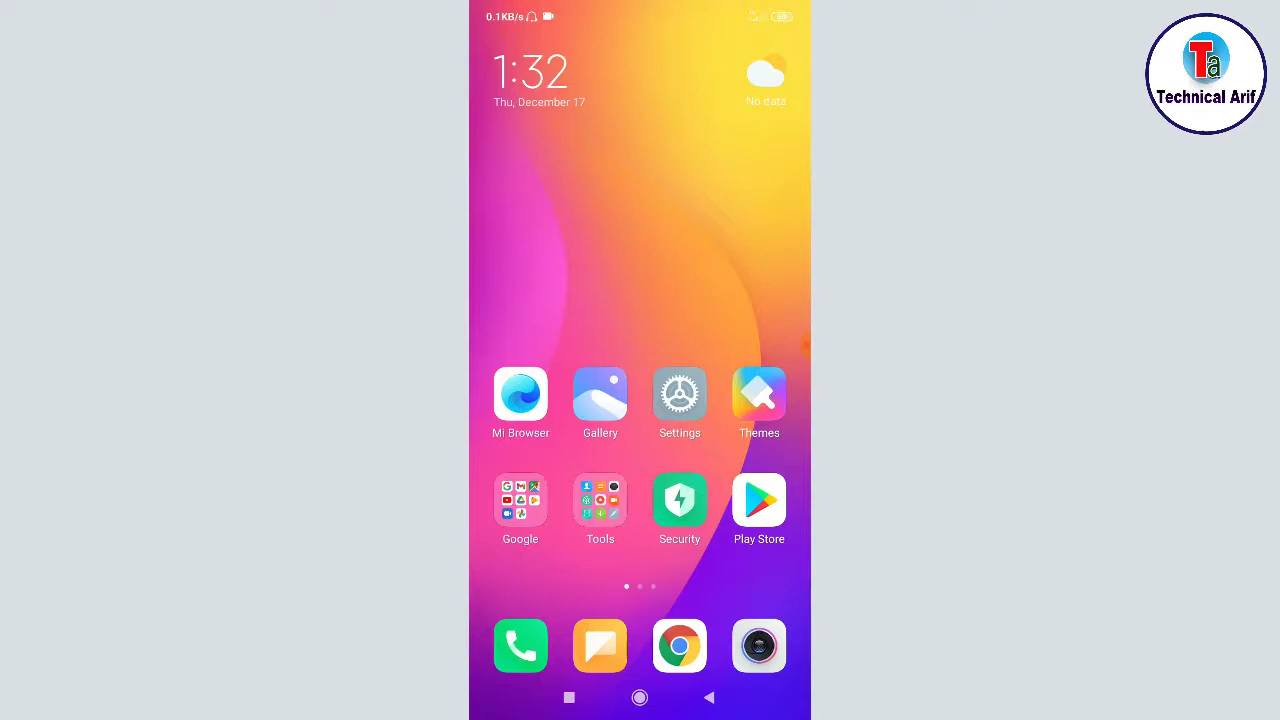 0.1KB/s
1:32
Thu, December 17
No data
Ta
Technical Arif
Mi Browser
Gallery
Settings
Themes
Google
Tools
Security
Play Store